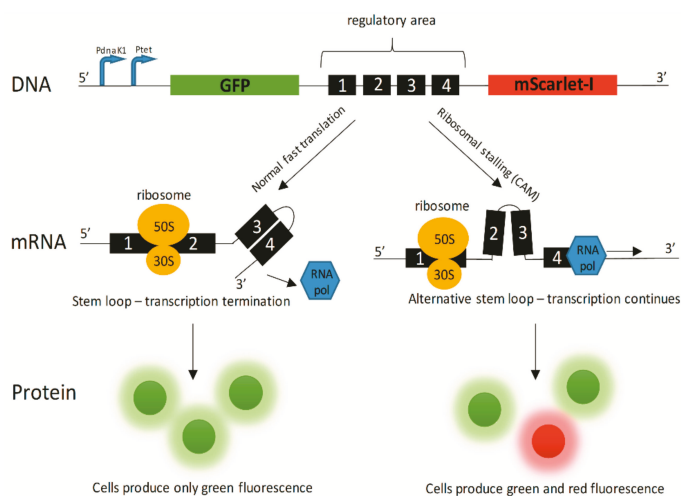 regulatory area
PdnaK1 Ptet
5’ 3’
DNA GFP 1 2 3 4 mScarlet-I
Normal fast translation
Ribosomal stalling (CAM)
ribosome
ribosome
mRNA 5’ 1 50S 30S 2 3 4 3’ RNA pol
5’ 1 50S 30S 2 3 4 RNA pol 3’
Stem loop – transcription termination
Alternative stem loop – transcription continues
Protein
Cells produce only green fluorescence
Cells produce green and red fluorescence